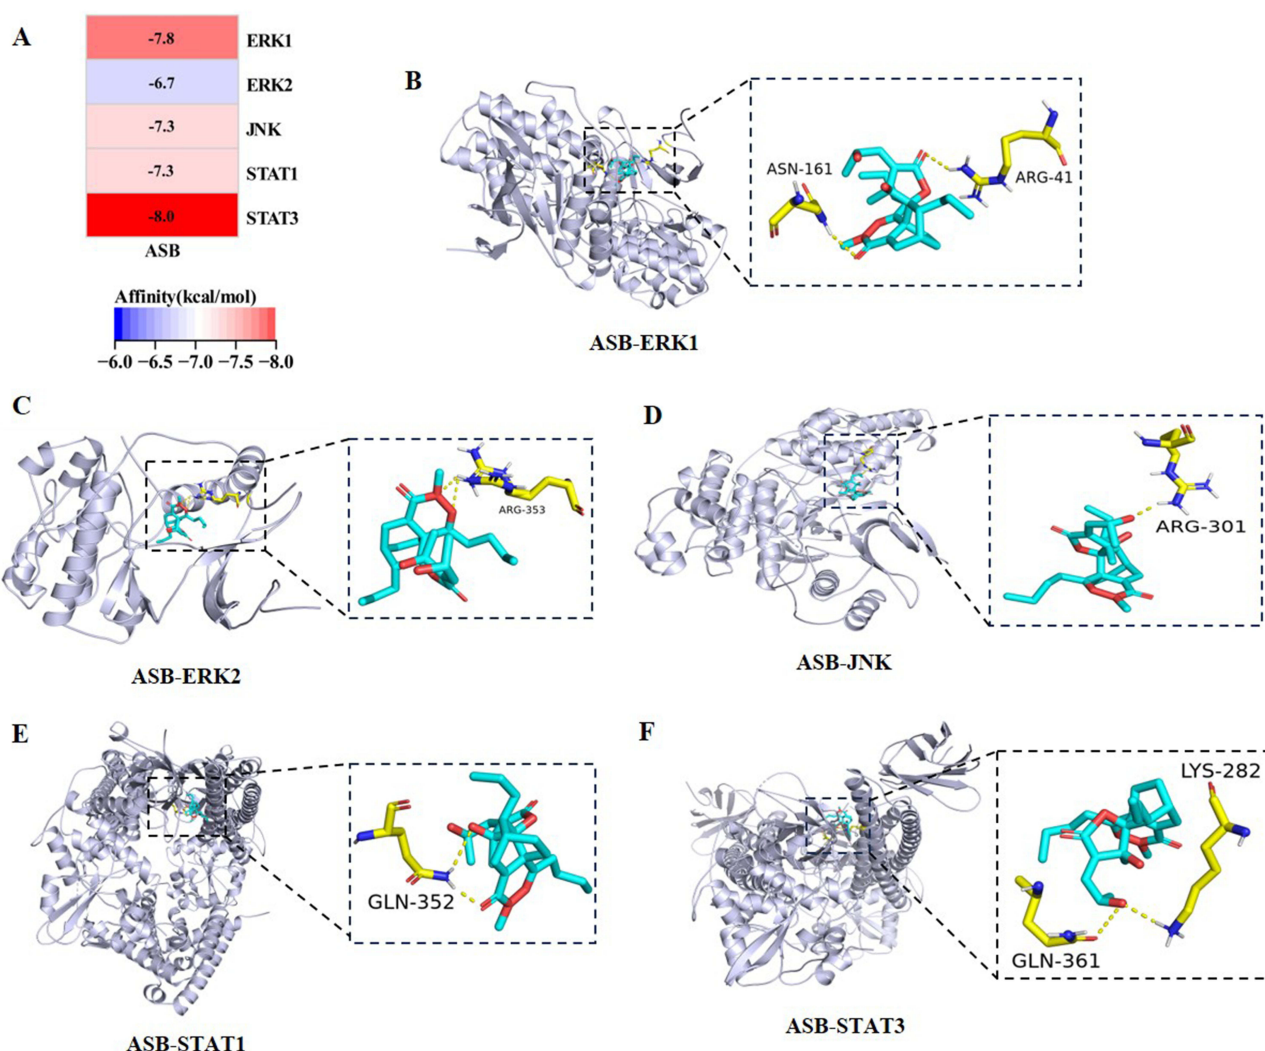 A
-7.8 ERK1
-6.7 ERK2
-7.3 JNK
-7.3 STAT1
-8.0 STAT3
ASB
Affinity(kcal/mol)
−6.0 −6.5 −7.0 −7.5 −8.0
B
ASN-161
ARG-41
ASB-ERK1
C
ARG-353
ASB-ERK2
D
ARG-301
ASB-JNK
E
GLN-352
ASB-STAT1
F
LYS-282
GLN-361
ASB-STAT3